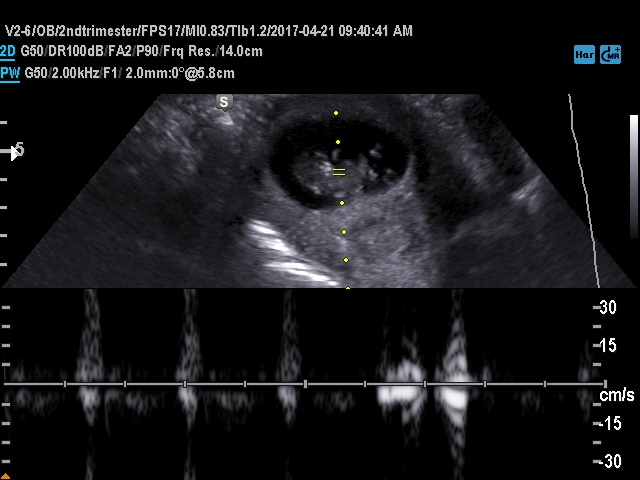 V2-6/OB/2ndtrimester/FPS17/MI0.83/TIb1.2/2017-04-21 09:40:41 AM
2D G50/DR100dB/FA2/P90/Frq Res./14.0cm
PW G50/2.00kHz/F1/ 2.0mm:0°@5.8cm
Har
S
5
30
15
cm/s
-15
-30